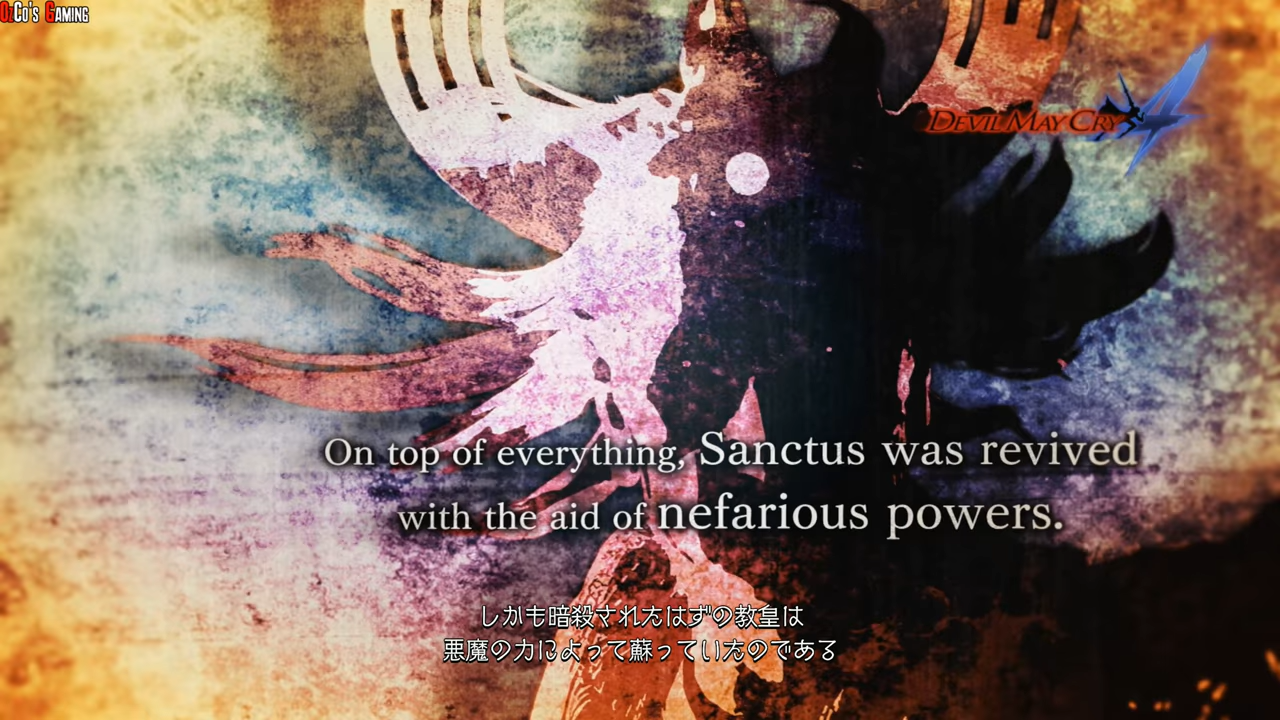 OzCo's Gaming
Devil May Cry 4
On top of everything, Sanctus was revived
with the aid of nefarious powers.
しかも暗殺されたはずの教皇は
悪魔の力によって蘇っていたのである